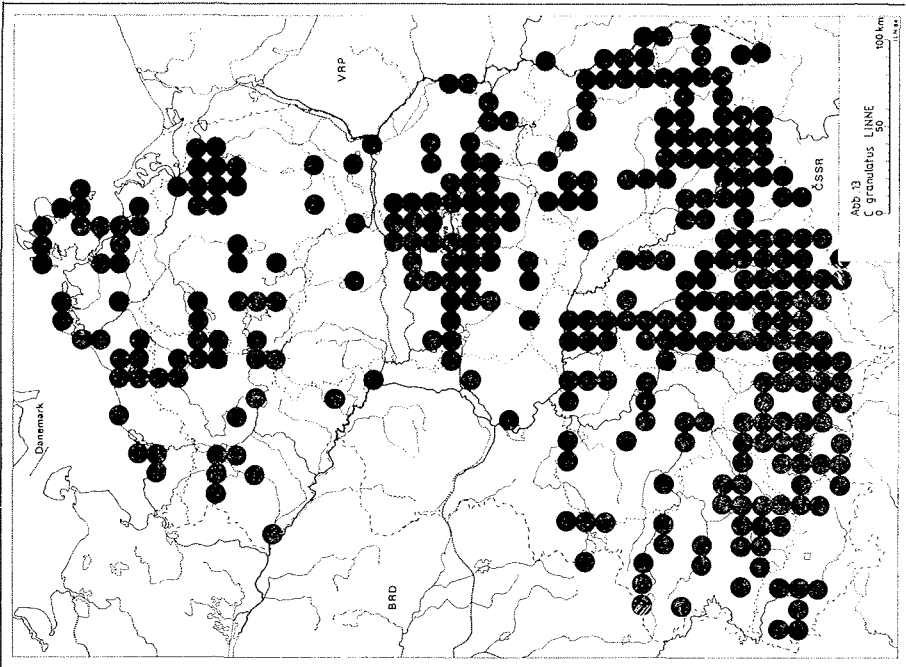 Danemark
VRP
BRD
ČSSR
Abb. 13
C granulatus LINNE
0 50 100 km